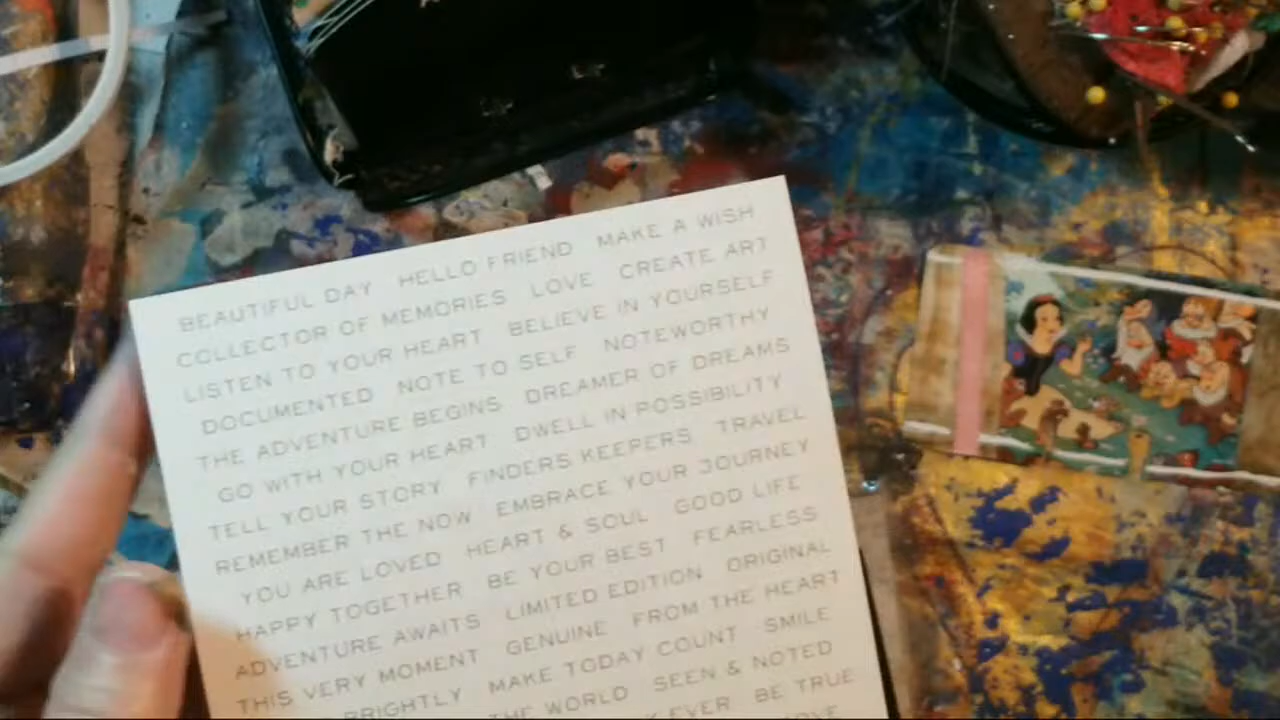 BEAUTIFUL DAY HELLO FRIEND MAKE A WISH
COLLECTOR OF MEMORIES LOVE CREATE ART
LISTEN TO YOUR HEART BELIEVE IN YOURSELF
DOCUMENTED NOTE TO SELF NOTEWORTHY
THE ADVENTURE BEGINS DREAMER OF DREAMS
GO WITH YOUR HEART DWELL IN POSSIBILITY
TELL YOUR STORY FINDERS KEEPERS TRAVEL
REMEMBER THE NOW EMBRACE YOUR JOURNEY
YOU ARE LOVED HEART & SOUL GOOD LIFE
HAPPY TOGETHER BE YOUR BEST FEARLESS
ADVENTURE AWAITS LIMITED EDITION ORIGINAL
THIS VERY MOMENT GENUINE FROM THE HEART
BRIGHTLY MAKE TODAY COUNT SMILE
THE WORLD SEEN & NOTED
EVER BE TRUE